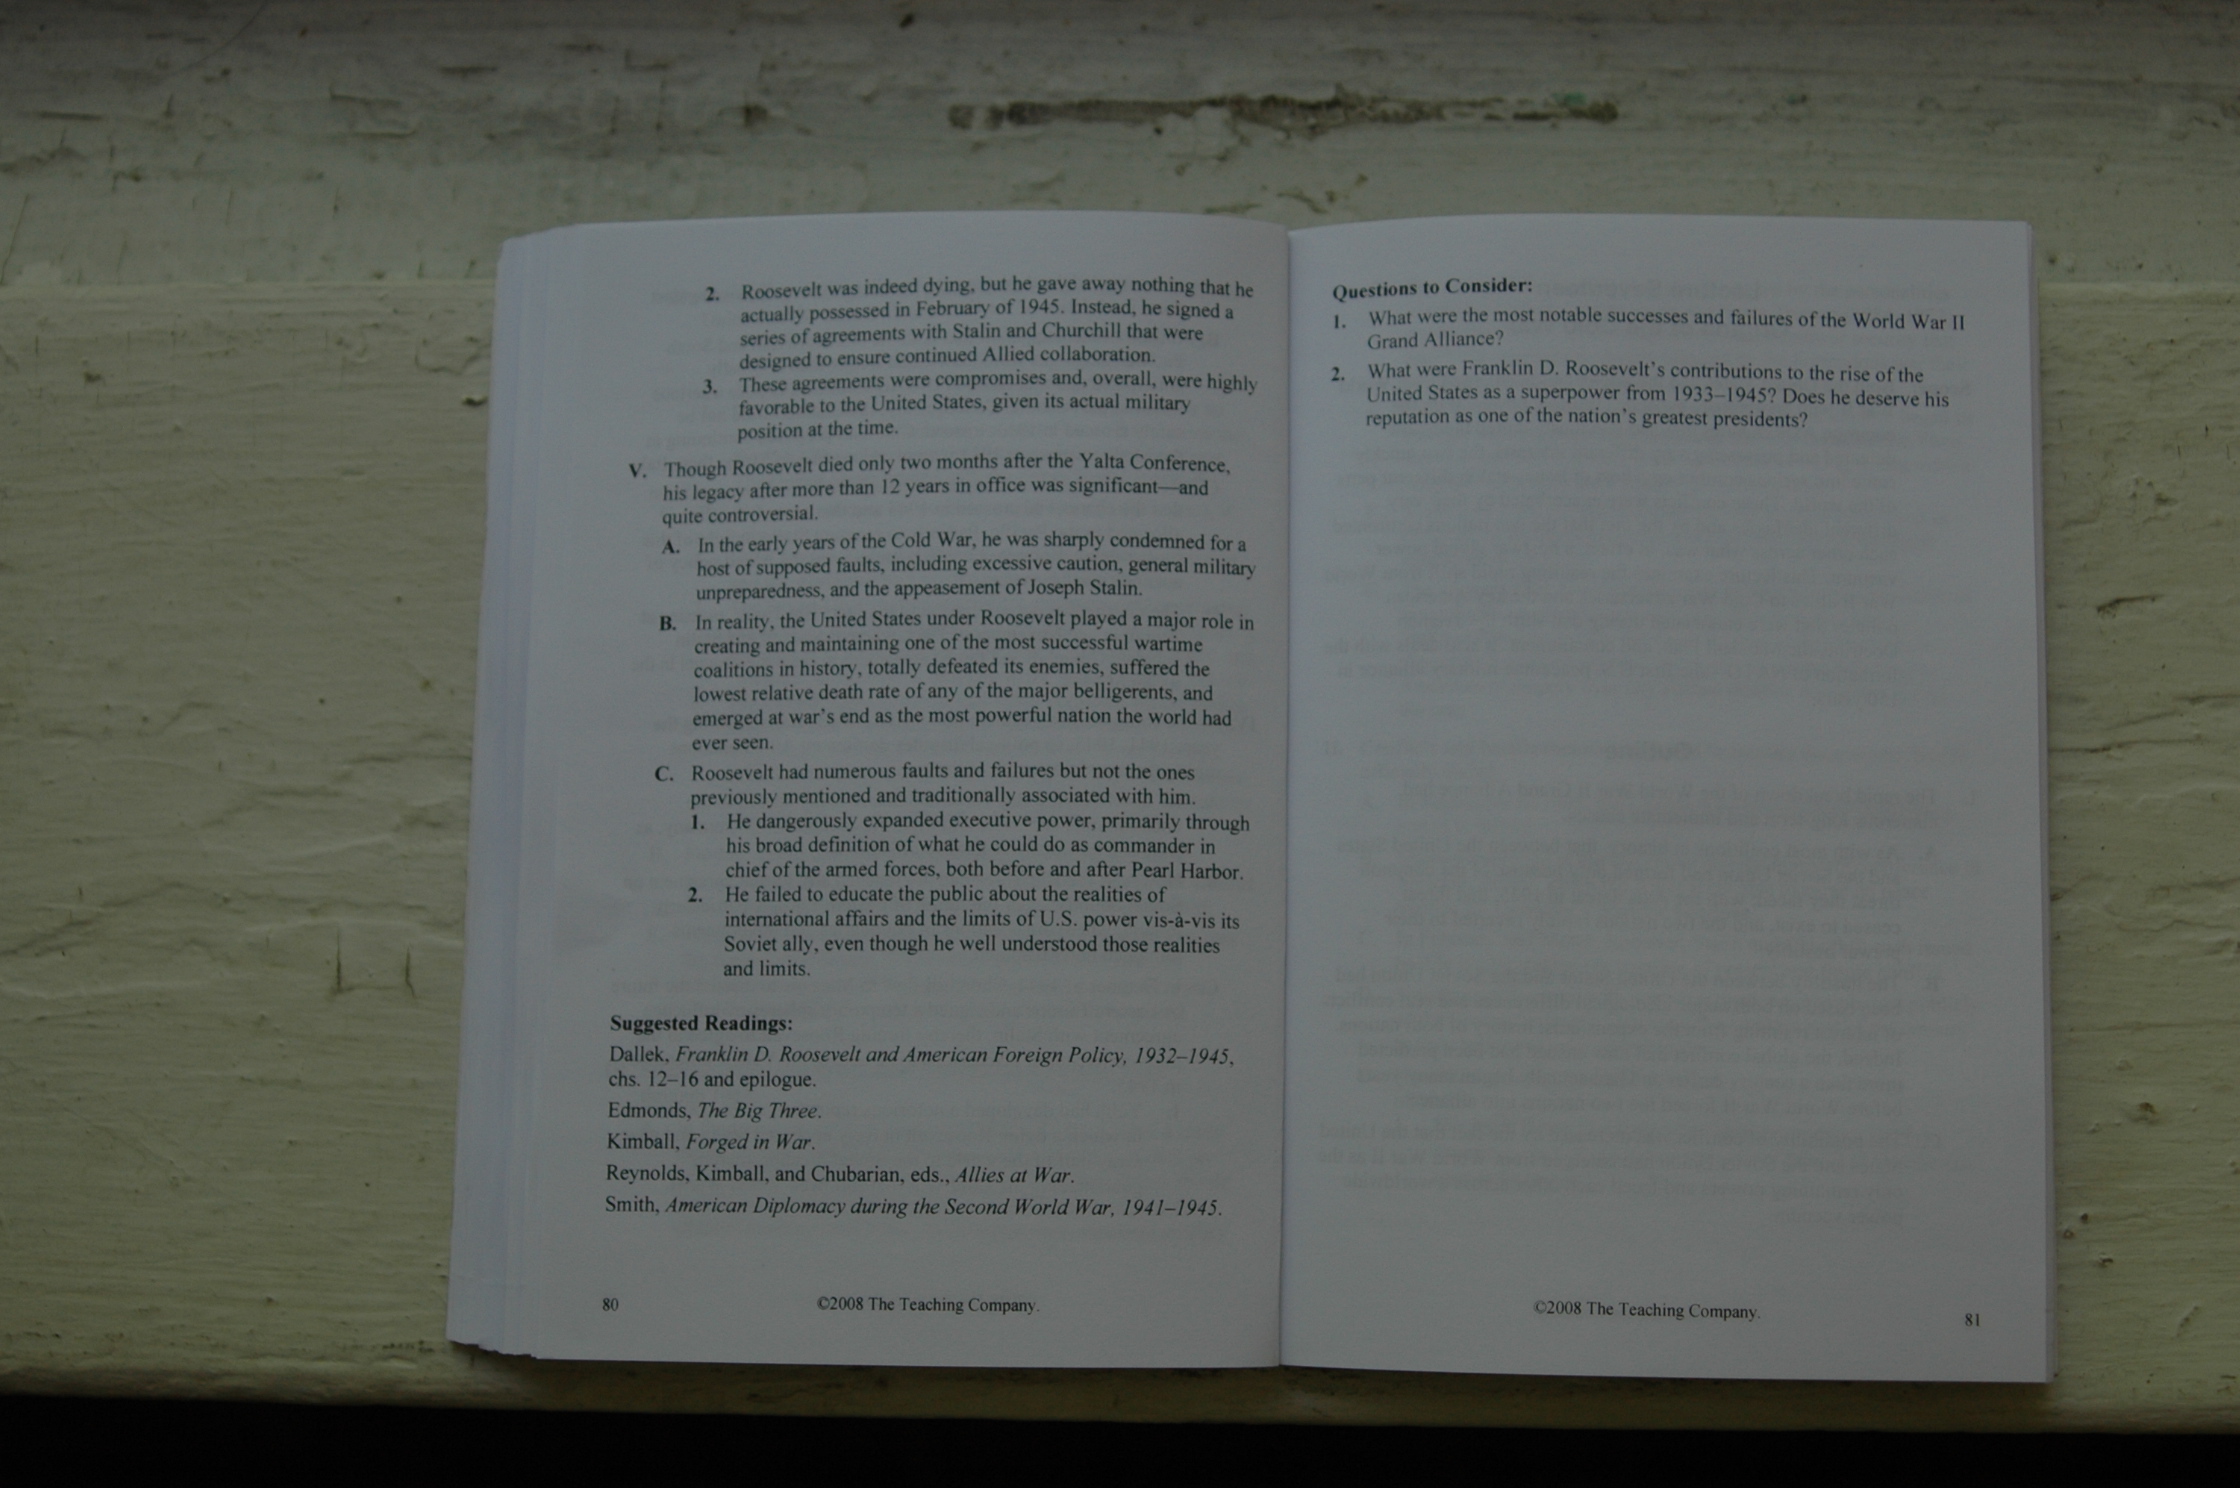 2. Roosevelt was indeed dying, but he gave away nothing that he
actually possessed in February of 1945. Instead, he signed a
series of agreements with Stalin and Churchill that were
designed to ensure continued Allied collaboration.
3. These agreements were compromises and, overall, were highly
favorable to the United States, given its actual military
position at the time.
V. Though Roosevelt died only two months after the Yalta Conference,
his legacy after more than 12 years in office was significant—and
quite controversial.
A. In the early years of the Cold War, he was sharply condemned for a
host of supposed faults, including excessive caution, general military
unpreparedness, and the appeasement of Joseph Stalin.
B. In reality, the United States under Roosevelt played a major role in
creating and maintaining one of the most successful wartime
coalitions in history, totally defeated its enemies, suffered the
lowest relative death rate of any of the major belligerents, and
emerged at war's end as the most powerful nation the world had
ever seen.
C. Roosevelt had numerous faults and failures but not the ones
previously mentioned and traditionally associated with him.
1. He dangerously expanded executive power, primarily through
his broad definition of what he could do as commander in
chief of the armed forces, both before and after Pearl Harbor.
2. He failed to educate the public about the realities of
international affairs and the limits of U.S. power vis-à-vis its
Soviet ally, even though he well understood those realities
and limits.
Suggested Readings:
Dallek, Franklin D. Roosevelt and American Foreign Policy, 1932–1945,
chs. 12–16 and epilogue.
Edmonds, The Big Three.
Kimball, Forged in War.
Reynolds, Kimball, and Chubarian, eds., Allies at War.
Smith, American Diplomacy during the Second World War, 1941–1945.
80 ©2008 The Teaching Company.
Questions to Consider:
1. What were the most notable successes and failures of the World War II
Grand Alliance?
2. What were Franklin D. Roosevelt's contributions to the rise of the
United States as a superpower from 1933–1945? Does he deserve his
reputation as one of the nation's greatest presidents?
©2008 The Teaching Company. 81